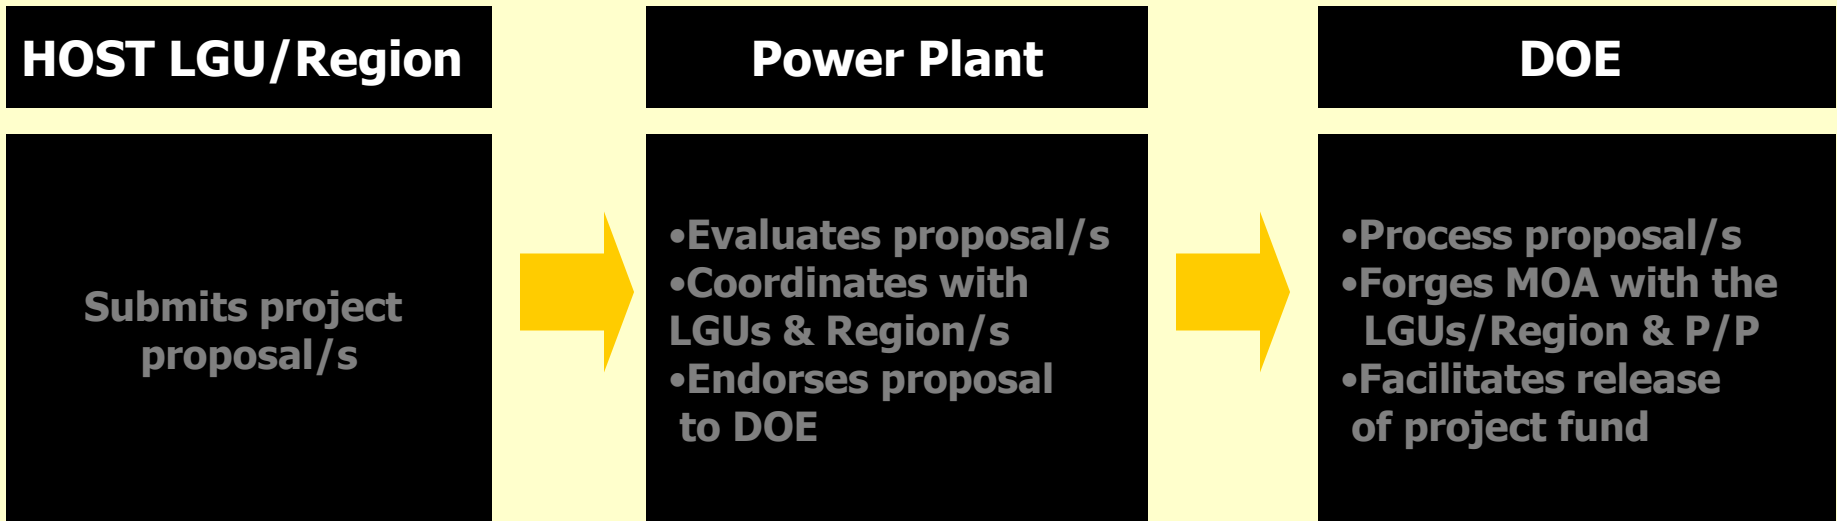 HOST LGU/Region
Submits project
proposal/s
Power Plant
•Evaluates proposal/s
•Coordinates with
LGUs & Region/s
•Endorses proposal
to DOE
DOE
•Process proposal/s
•Forges MOA with the
LGUs/Region & P/P
•Facilitates release
of project fund